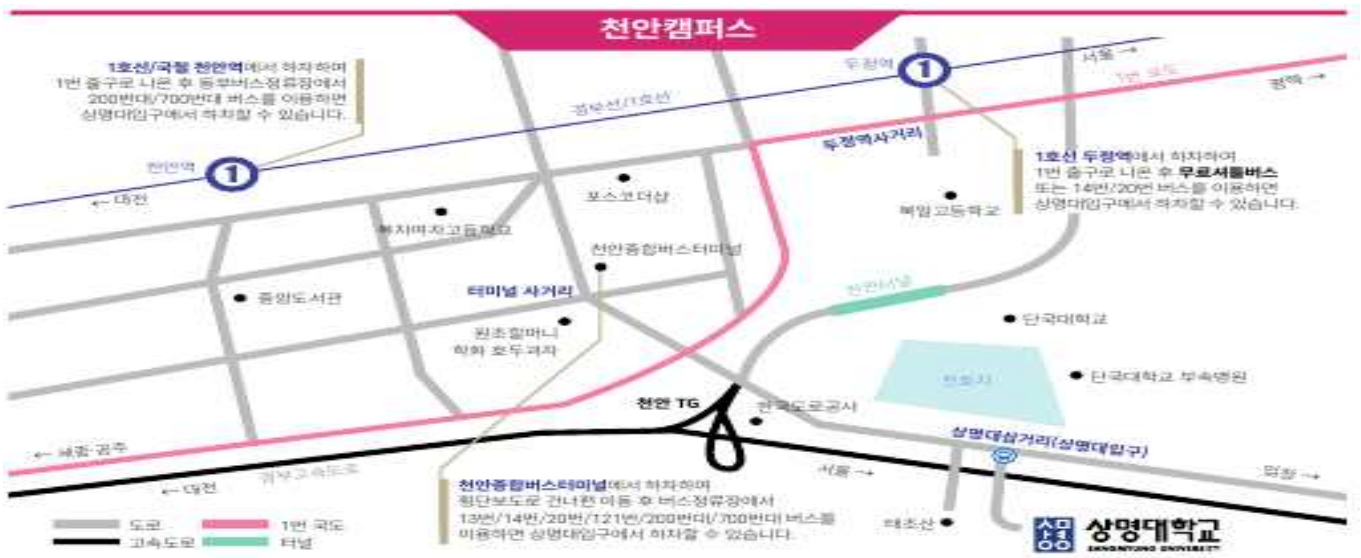 천안캠퍼스
1호선/국철 천안역에서 하차하여
1번 출구로 나온 후 동부버스정류장에서
200번대/700번대 버스를 이용하면
상명대입구에서 하차할 수 있습니다.
두정역
1
서울 →
1번 국도
평택 →
경부선/1호선
두정역사거리
천안역
1
← 대전
1호선 두정역에서 하차하여
1번 출구로 나온 후 무료셔틀버스
또는 14번/20번 버스를 이용하면
상명대입구에서 하차할 수 있습니다.
포스코더샵
북일고등학교
복자여자고등학교
천안종합버스터미널
터미널 사거리
천안터널
중앙도서관
원조할머니
학화 호두과자
단국대학교
천호지
단국대학교 부속병원
천안 TG
한국도로공사
상명대삼거리(상명대입구)
← 세종·공주
← 대전
경부고속도로
서울 →
입장 →
천안종합버스터미널에서 하차하여
횡단보도로 건너편 이동 후 버스정류장에서
13번/14번/20번/121번/200번대/700번대 버스를
이용하면 상명대입구에서 하차할 수 있습니다.
태조산
도로
1번 국도
고속도로
터널
상명
상명대학교
SANGMYUNG UNIVERSITY